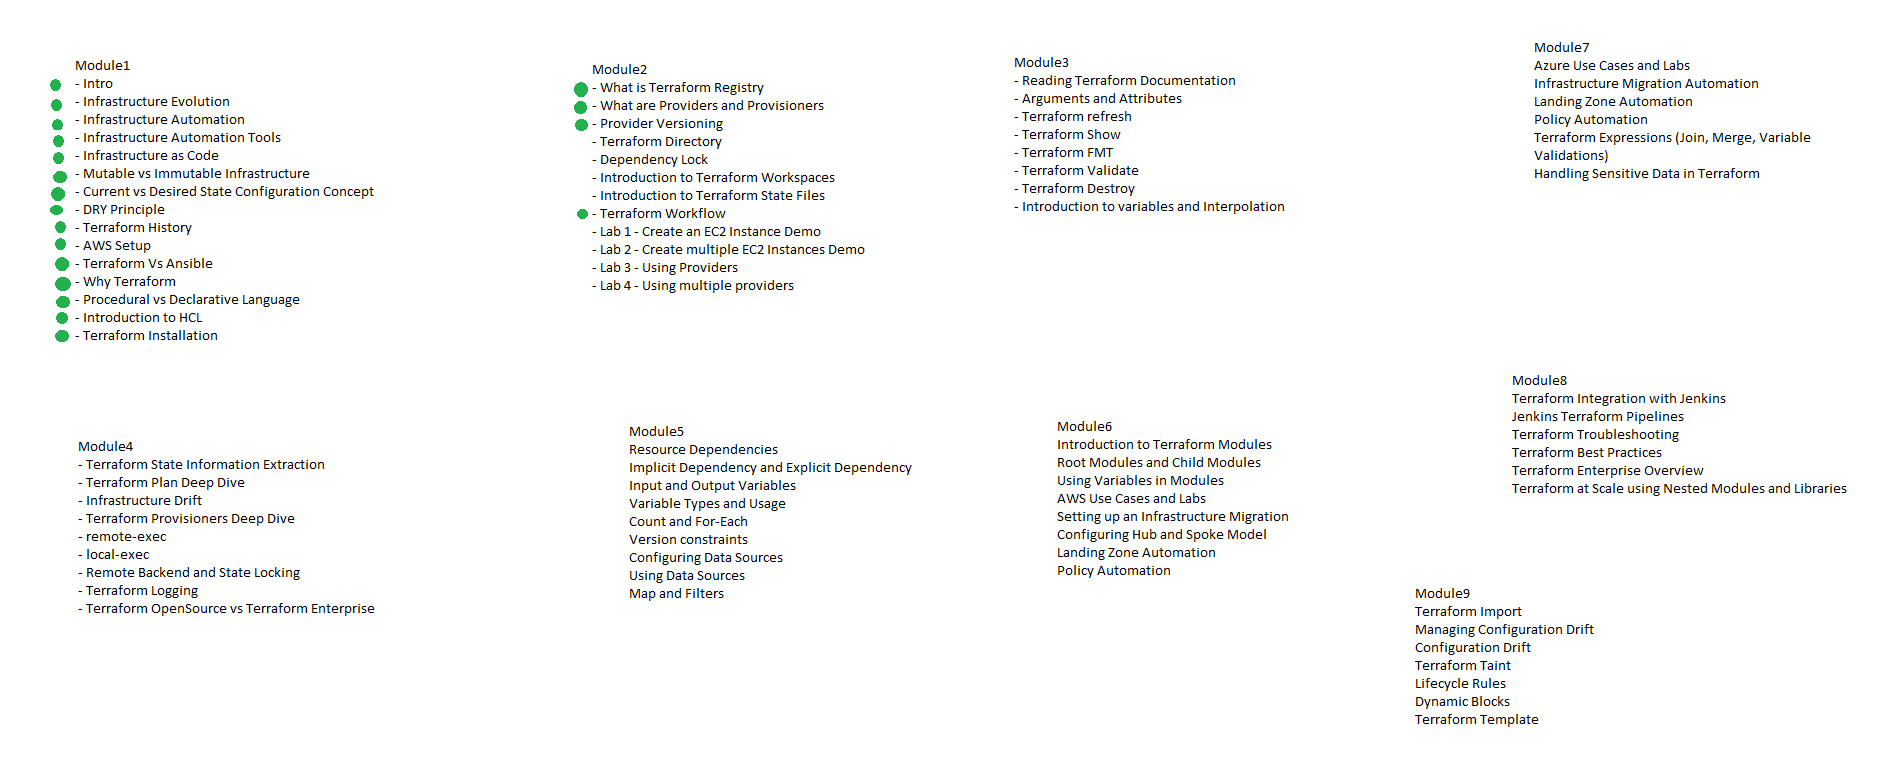 Module1
- Intro
- Infrastructure Evolution
- Infrastructure Automation
- Infrastructure Automation Tools
- Infrastructure as Code
- Mutable vs Immutable Infrastructure
- Current vs Desired State Configuration Concept
- DRY Principle
- Terraform History
- AWS Setup
- Terraform Vs Ansible
- Why Terraform
- Procedural vs Declarative Language
- Introduction to HCL
- Terraform Installation
Module2
- What is Terraform Registry
- What are Providers and Provisioners
- Provider Versioning
- Terraform Directory
- Dependency Lock
- Introduction to Terraform Workspaces
- Introduction to Terraform State Files
- Terraform Workflow
- Lab 1 - Create an EC2 Instance Demo
- Lab 2 - Create multiple EC2 Instances Demo
- Lab 3 - Using Providers
- Lab 4 - Using multiple providers
Module3
- Reading Terraform Documentation
- Arguments and Attributes
- Terraform refresh
- Terraform Show
- Terraform FMT
- Terraform Validate
- Terraform Destroy
- Introduction to variables and Interpolation
Module7
Azure Use Cases and Labs
Infrastructure Migration Automation
Landing Zone Automation
Policy Automation
Terraform Expressions (Join, Merge, Variable
Validations)
Handling Sensitive Data in Terraform
Module4
- Terraform State Information Extraction
- Terraform Plan Deep Dive
- Infrastructure Drift
- Terraform Provisioners Deep Dive
- remote-exec
- local-exec
- Remote Backend and State Locking
- Terraform Logging
- Terraform OpenSource vs Terraform Enterprise
Module5
Resource Dependencies
Implicit Dependency and Explicit Dependency
Input and Output Variables
Variable Types and Usage
Count and For-Each
Version constraints
Configuring Data Sources
Using Data Sources
Map and Filters
Module6
Introduction to Terraform Modules
Root Modules and Child Modules
Using Variables in Modules
AWS Use Cases and Labs
Setting up an Infrastructure Migration
Configuring Hub and Spoke Model
Landing Zone Automation
Policy Automation
Module8
Terraform Integration with Jenkins
Jenkins Terraform Pipelines
Terraform Troubleshooting
Terraform Best Practices
Terraform Enterprise Overview
Terraform at Scale using Nested Modules and Libraries
Module9
Terraform Import
Managing Configuration Drift
Configuration Drift
Terraform Taint
Lifecycle Rules
Dynamic Blocks
Terraform Template